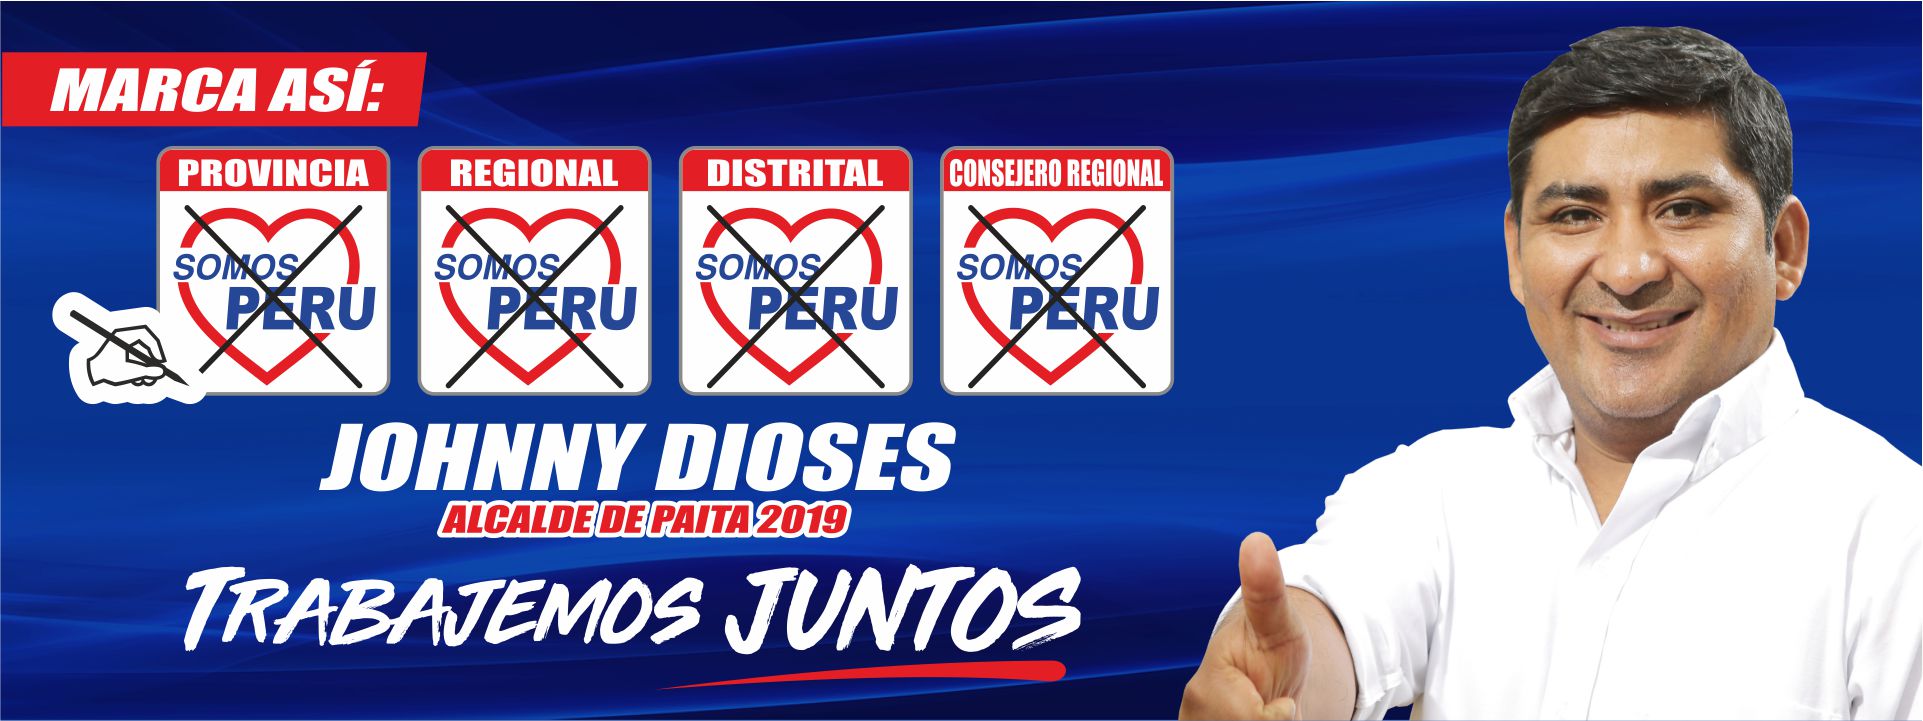 MARCA ASÍ:
PROVINCIA
SOMOS
PERU
REGIONAL
SOMOS
PERU
DISTRITAL
SOMOS
PERU
CONSEJERO REGIONAL
SOMOS
PERU
JOHNNY DIOSES
ALCALDE DE PAITA 2019
TRABAJEMOS JUNTOS